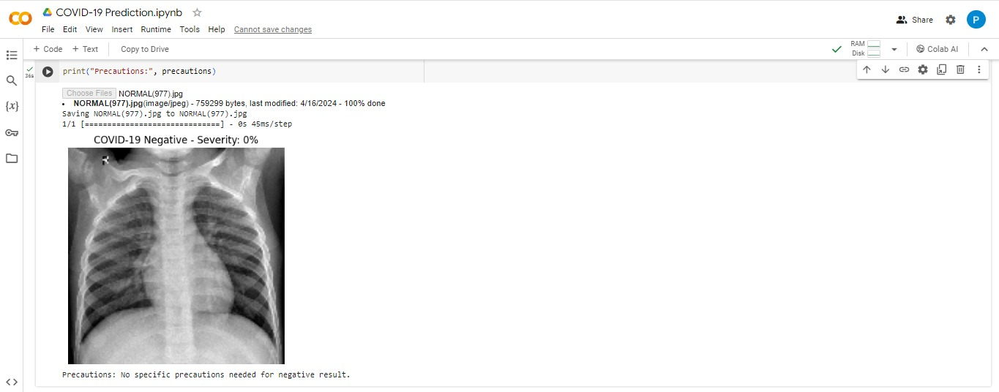 CO
COVID-19 Prediction.ipynb
File Edit View Insert Runtime Tools Help Cannot save changes
Share
P
+ Code + Text Copy to Drive
RAM
Disk
Colab AI
{x}
36s
print("Precautions:", precautions)
Choose Files NORMAL(977).jpg
• NORMAL(977).jpg(image/jpeg) - 759299 bytes, last modified: 4/16/2024 - 100% done
Saving NORMAL(977).jpg to NORMAL(977).jpg
1/1 [==============================] - 0s 45ms/step
COVID-19 Negative - Severity: 0%
R
Precautions: No specific precautions needed for negative result.
<>